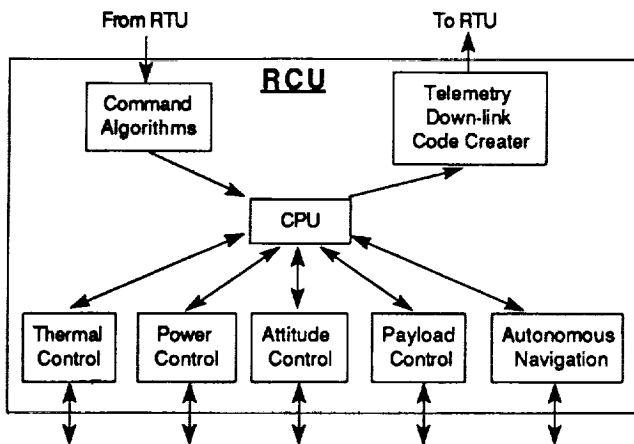 From RTU
To RTU
RCU
Command
Algorithms
Telemetry
Down-link
Code Creater
CPU
Thermal
Control
Power
Control
Attitude
Control
Payload
Control
Autonomous
Navigation